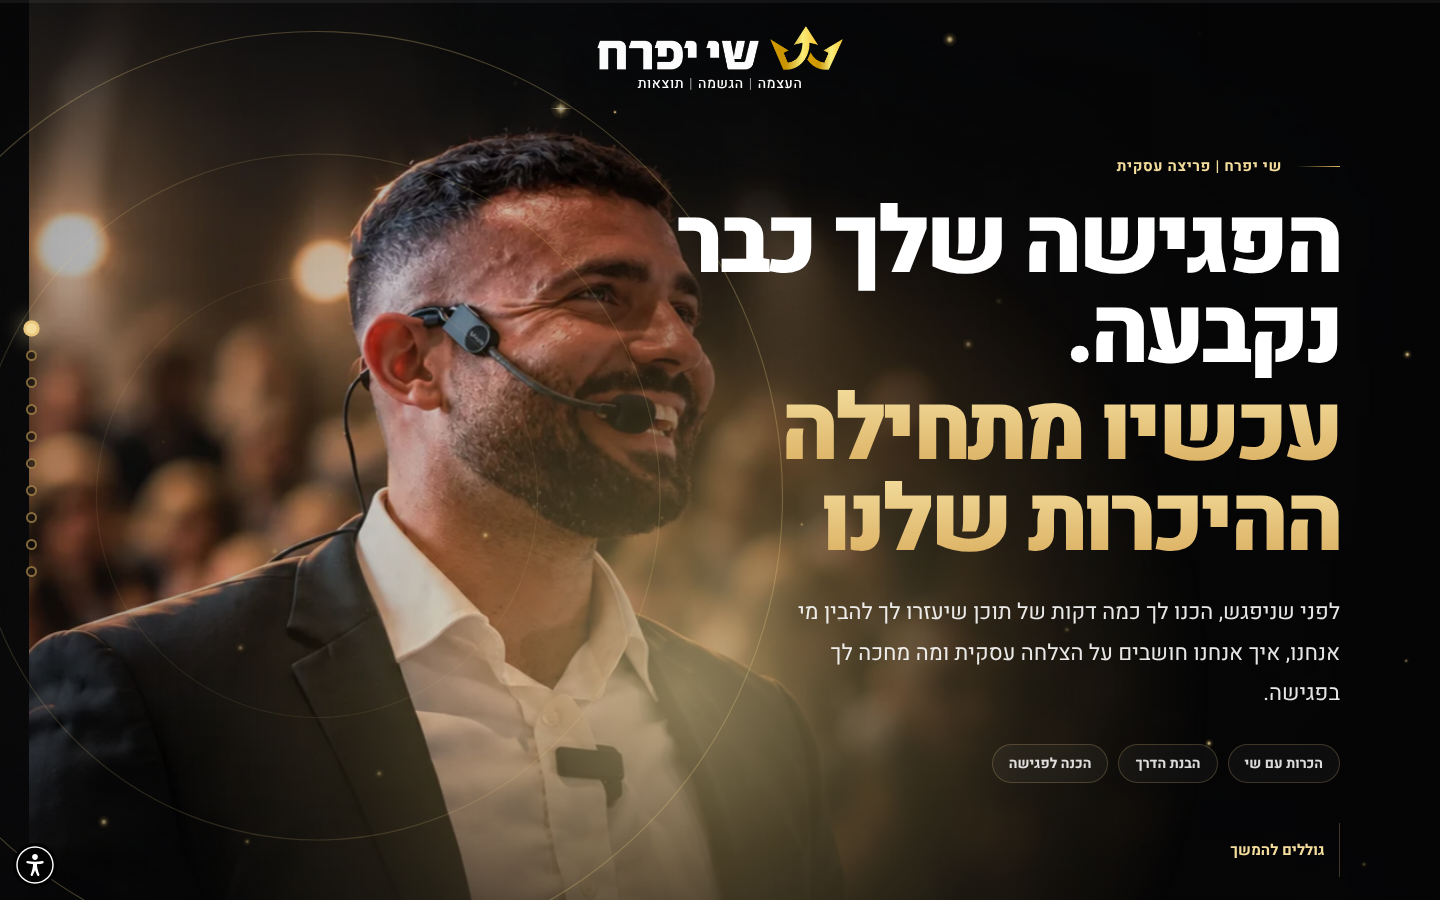 שי יפרח
העצמה | הגשמה | תוצאות
שי יפרח | פריצה עסקית
הפגישה שלך כבר
נקבעה.
עכשיו מתחילה
ההיכרות שלנו
לפני שניפגש, הכנו לך כמה דקות של תוכן שיעזרו לך להבין מי
אנחנו, איך אנחנו חושבים על הצלחה עסקית ומה מחכה לך
בפגישה.
הכרות עם שי
הבנת הדרך
הכנה לפגישה
גוללים להמשך